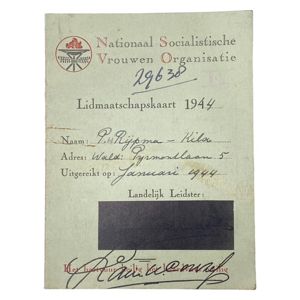 Nationaal Socialistische
Vrouwen Organisatie
29638
Lidmaatschapskaart 1944
Naam: P. Rijpma - Kila
Adres: Wald. Pyrmontlaan 5
Uitgereikt op: Januari 1944
Landelijk Leidster: